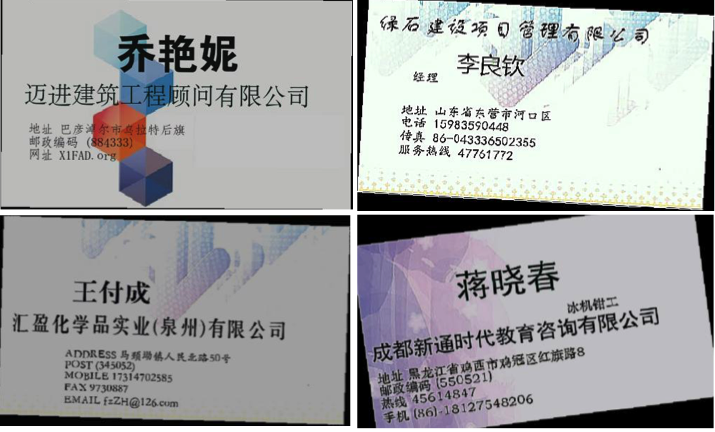 乔艳妮
迈进建筑工程顾问有限公司
地址 巴彦淖尔市乌拉特后旗
邮政编码 (884333)
网址 X1FAD.org
绿石建设项目管理有限公司
李良钦
经理
地址 山东省东营市河口区
电话 15983590448
传真 86-043336502355
服务热线 47761772
王付成
汇盈化学品实业(泉州)有限公司
ADDRESS 马颊坳镇人民北路50号
POST (345052)
MOBILE 17314702585
FAX 9730887
EMAIL fzZH@126.com
蒋晓春
冰机钳工
成都新通时代教育咨询有限公司
地址 黑龙江省鸡西市鸡冠区红旗路8
邮政编码 (550521)
热线 45614847
手机 (86)-18127548206